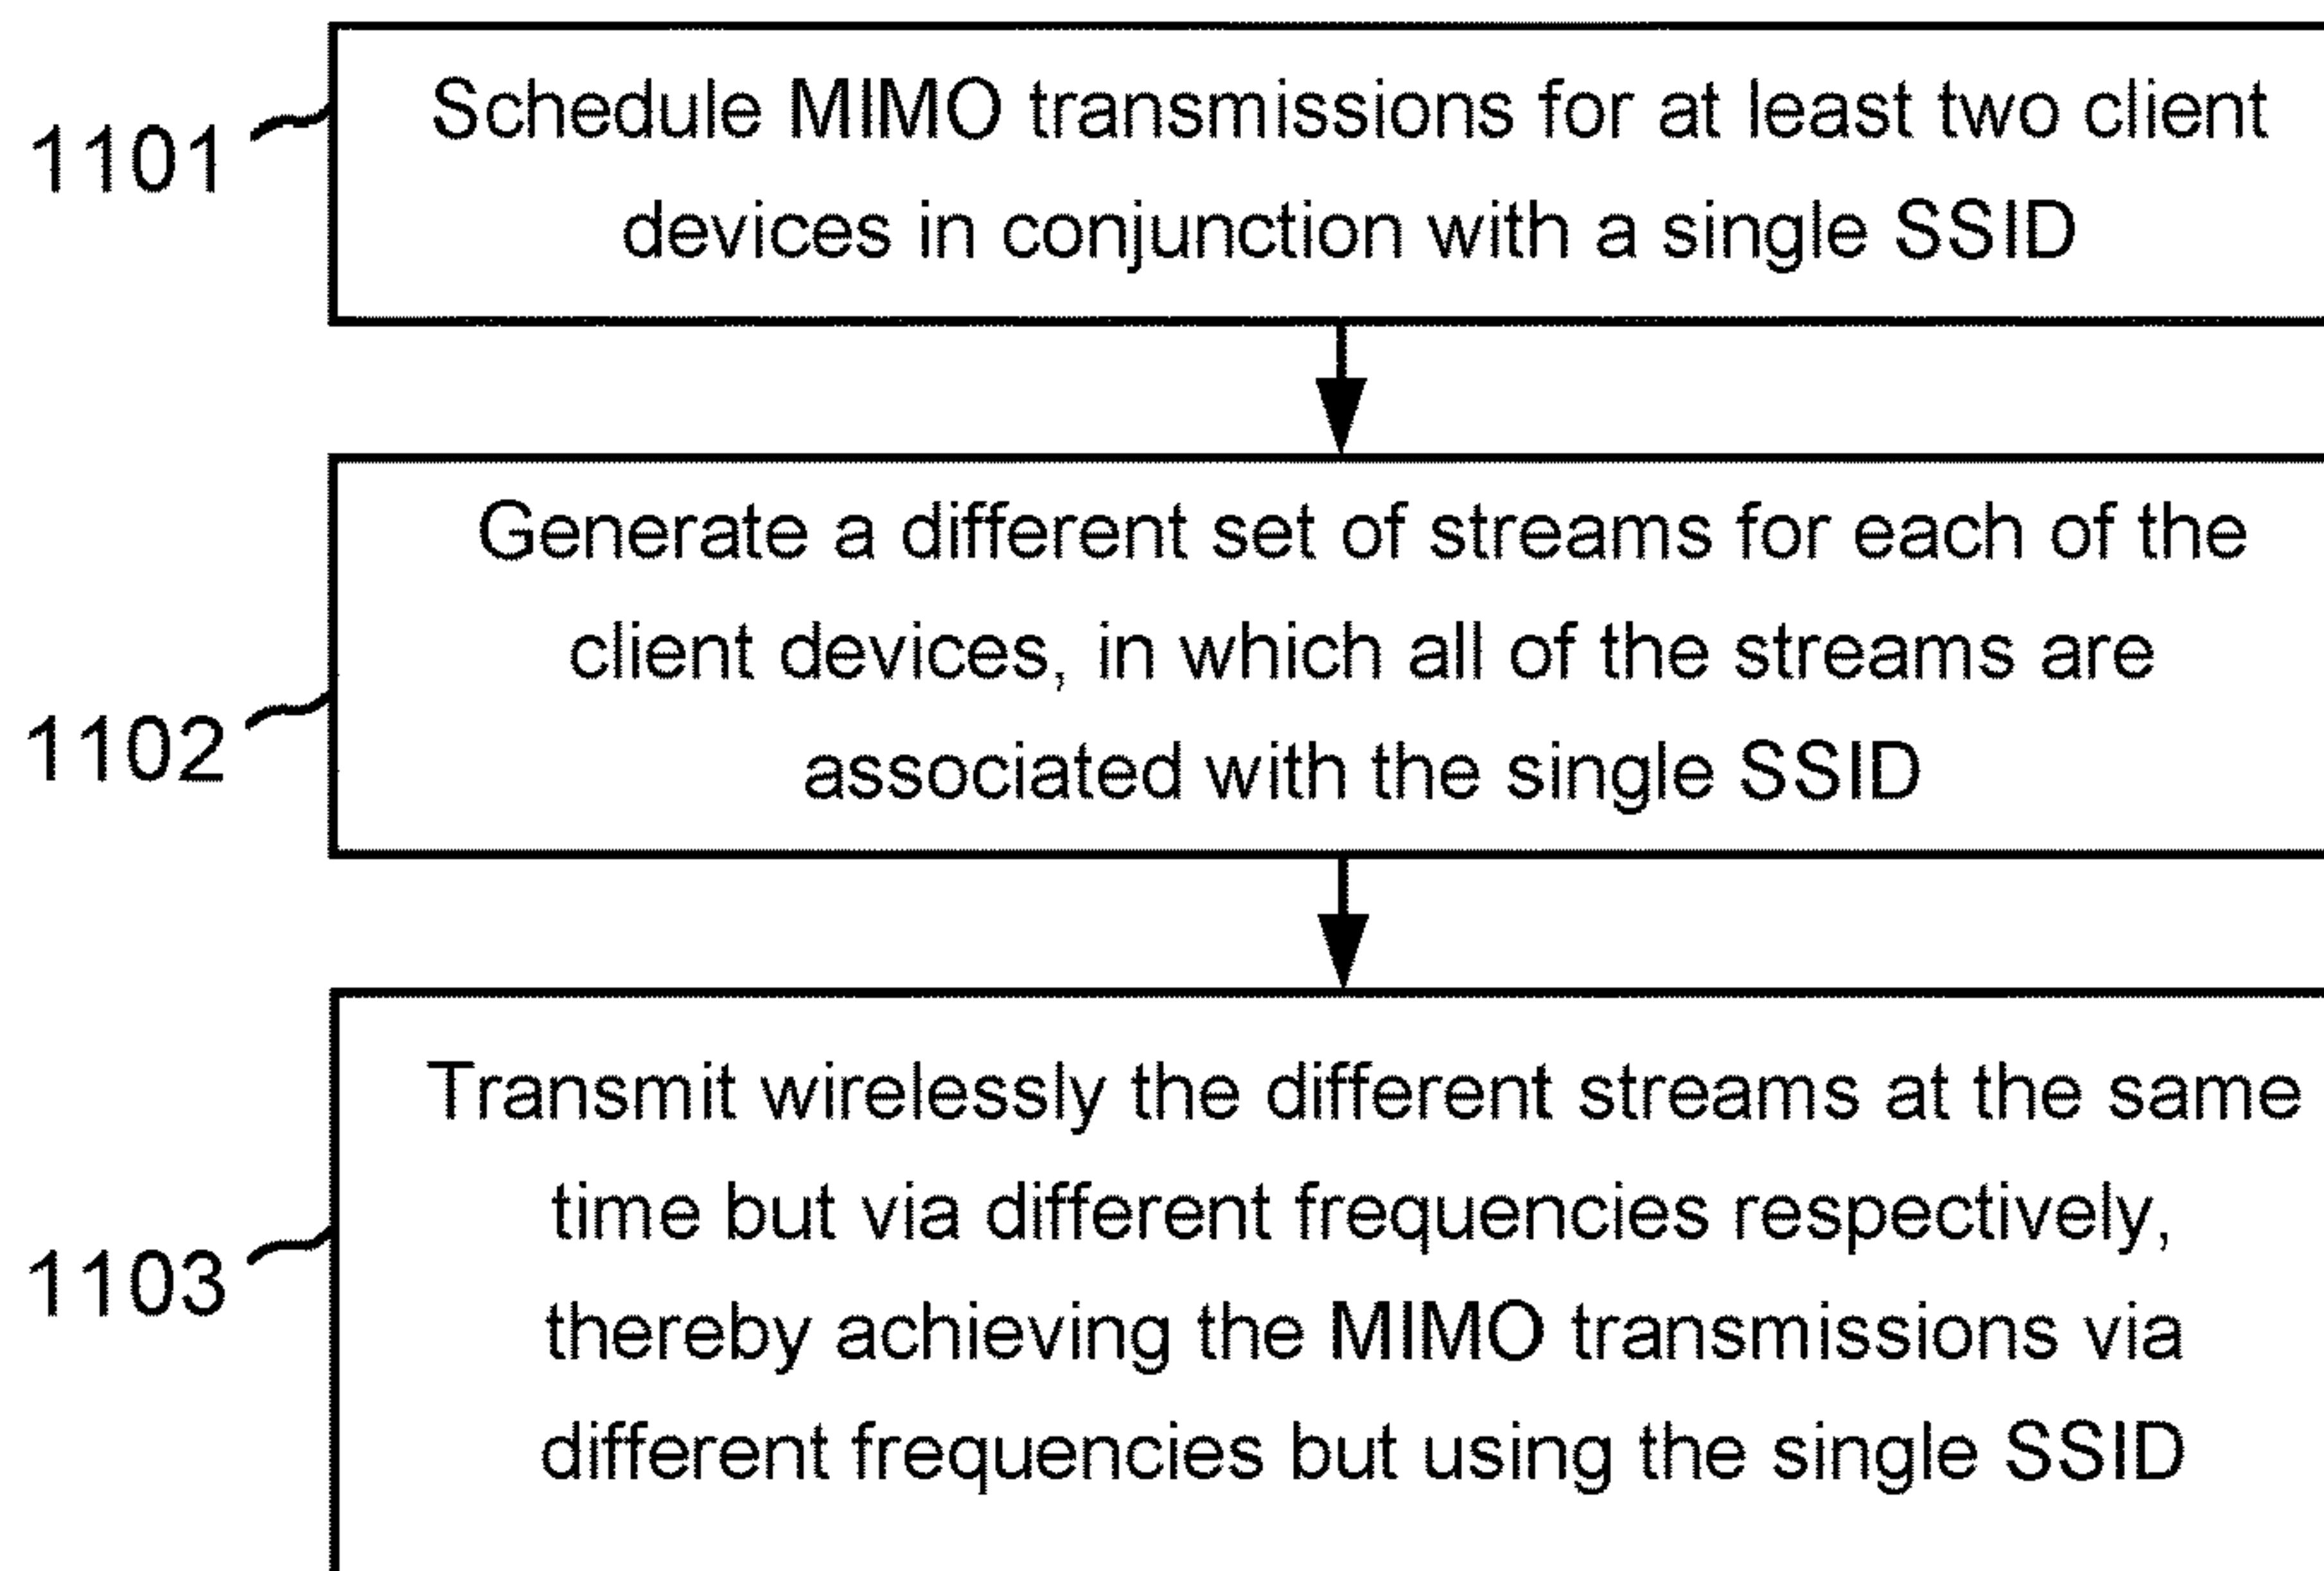 1101
Schedule MIMO transmissions for at least two client
devices in conjunction with a single SSID
1102
Generate a different set of streams for each of the
client devices, in which all of the streams are
associated with the single SSID
1103
Transmit wirelessly the different streams at the same
time but via different frequencies respectively,
thereby achieving the MIMO transmissions via
different frequencies but using the single SSID